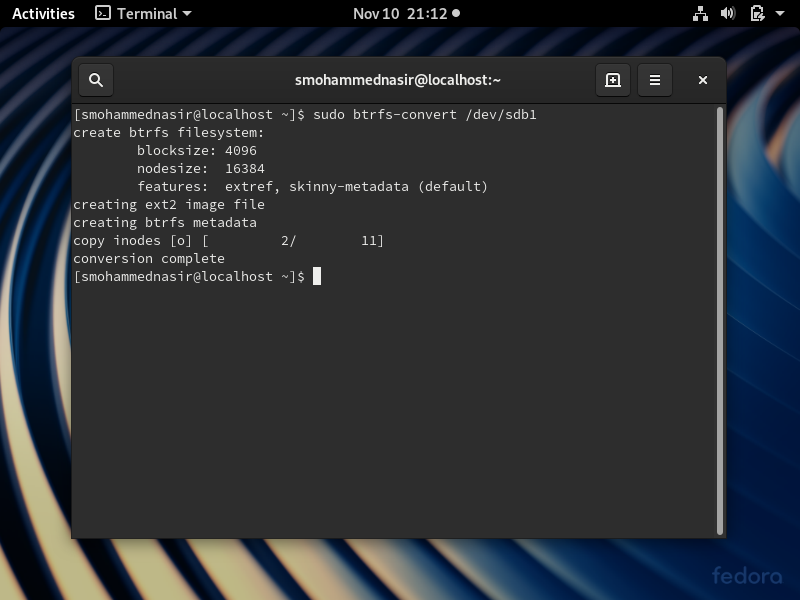 Activities Terminal Nov 10 21:12
smohammednasir@localhost:~
[smohammednasir@localhost ~]$ sudo btrfs-convert /dev/sdb1
create btrfs filesystem:
        blocksize: 4096
        nodesize:  16384
        features:  extref, skinny-metadata (default)
creating ext2 image file
creating btrfs metadata
copy inodes [o] [         2/        11]
conversion complete
[smohammednasir@localhost ~]$
fedora